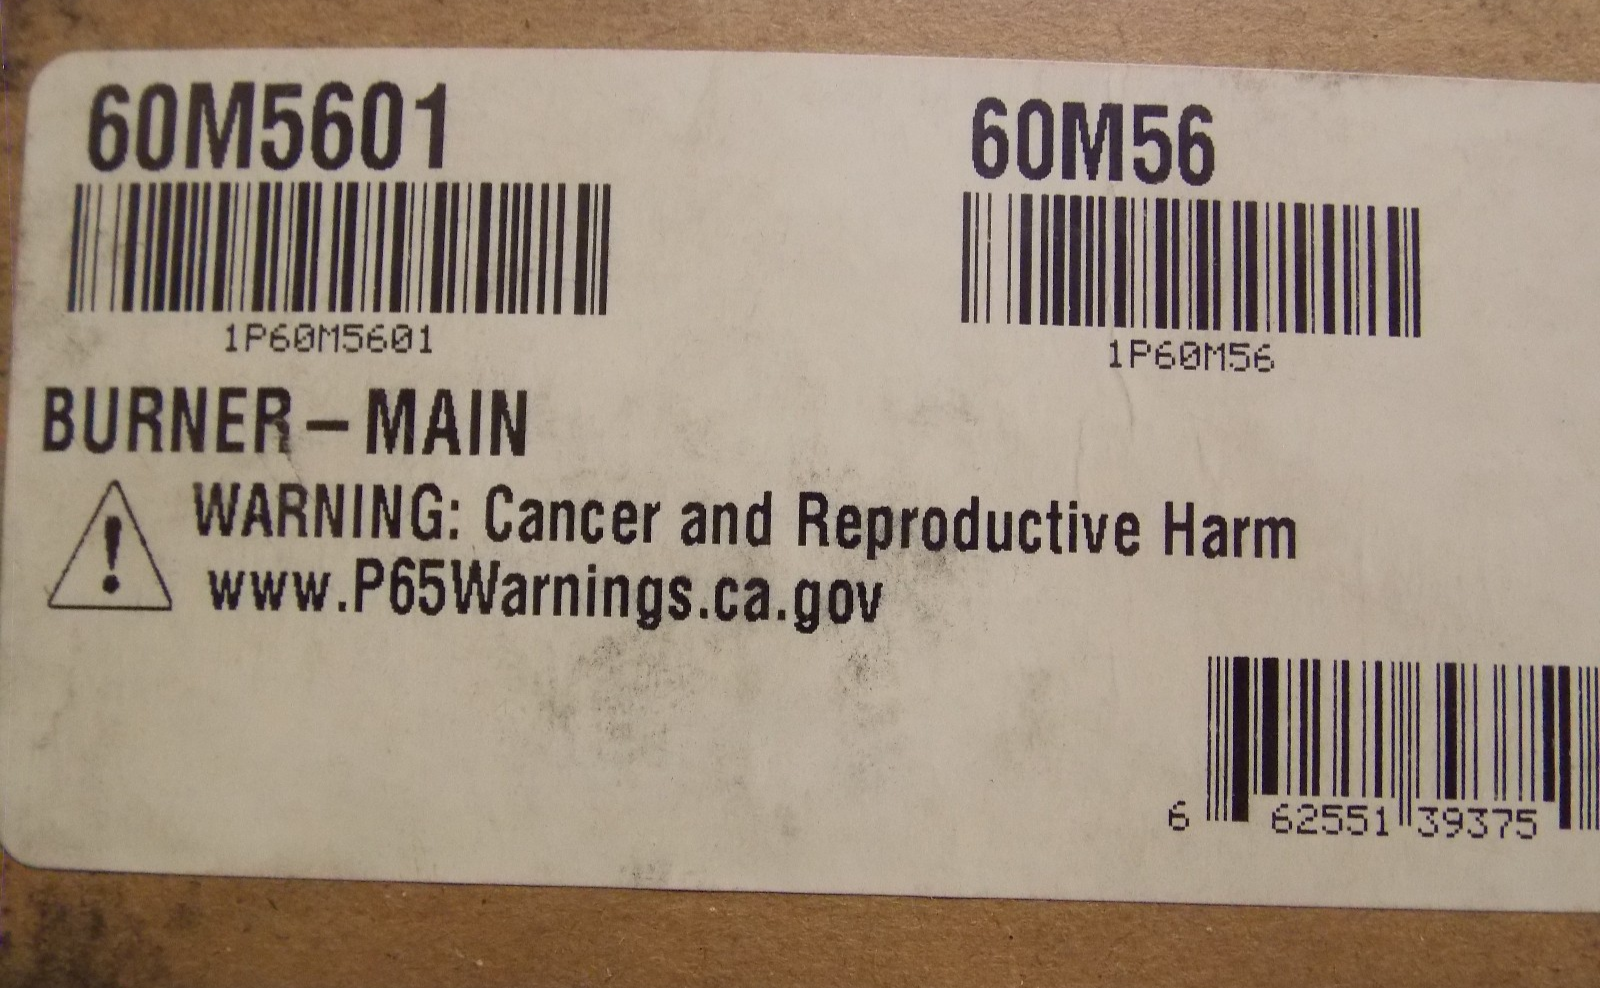 60M5601
60M56
1P60M5601
1P60M56
BURNER – MAIN
WARNING: Cancer and Reproductive Harm
www.P65Warnings.ca.gov
6 62551 39375